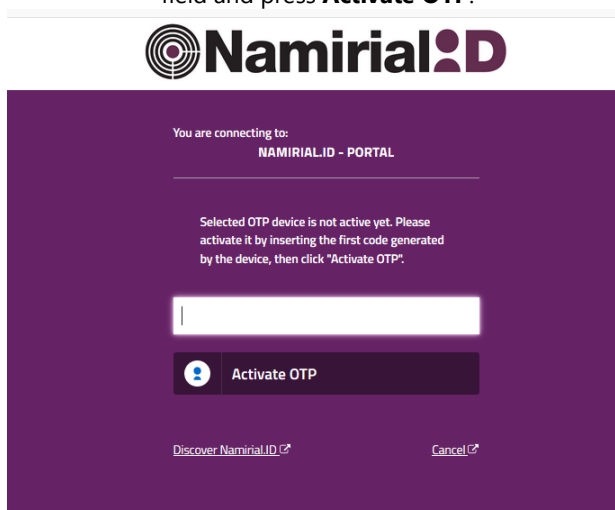 field and press Activate OTP.
Namirial ID
You are connecting to:
NAMIRIAL.ID - PORTAL
Selected OTP device is not active yet. Please
activate it by inserting the first code generated
by the device, then click "Activate OTP".
Activate OTP
Discover Namirial.ID Cancel